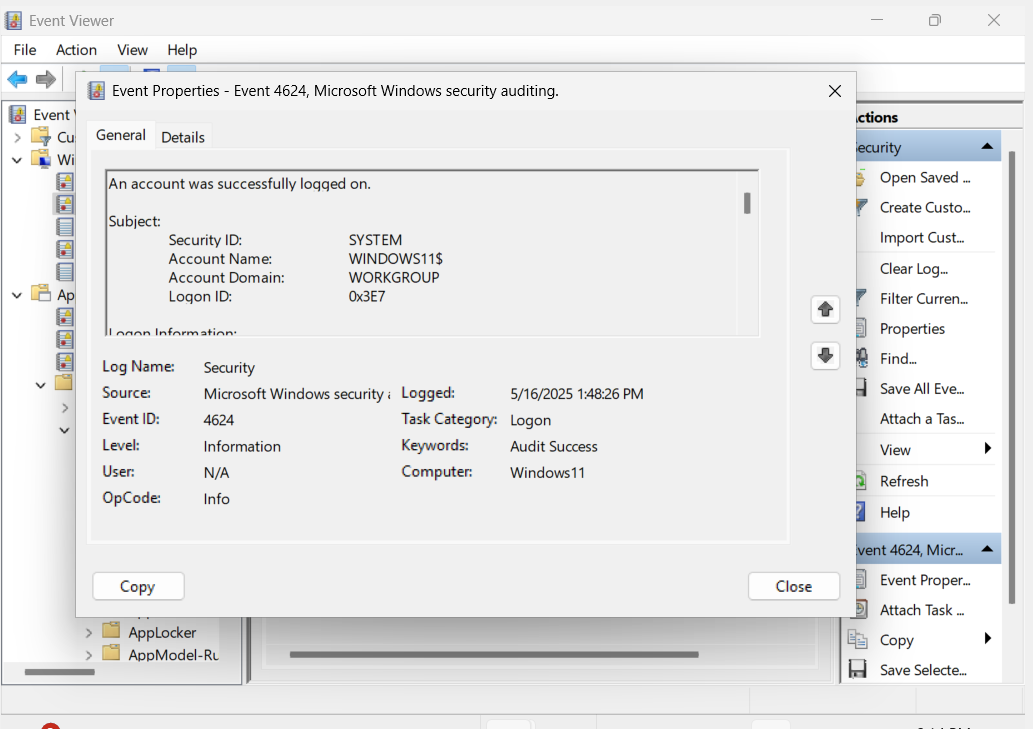 Event Viewer
File Action View Help
Event Properties - Event 4624, Microsoft Windows security auditing.
Event
Cu
Wi
Ap
General Details
An account was successfully logged on.
Subject:
Security ID: SYSTEM
Account Name: WINDOWS11$
Account Domain: WORKGROUP
Logon ID: 0x3E7
Logon Information:
Log Name: Security
Source: Microsoft Windows security Logged: 5/16/2025 1:48:26 PM
Event ID: 4624 Task Category: Logon
Level: Information Keywords: Audit Success
User: N/A Computer: Windows11
OpCode: Info
Copy Close
AppLocker
AppModel-Ru
ctions
ecurity
Open Saved ...
Create Custo...
Import Cust...
Clear Log...
Filter Curren...
Properties
Find...
Save All Eve...
Attach a Tas...
View
Refresh
Help
vent 4624, Micr...
Event Proper...
Attach Task ...
Copy
Save Selecte...